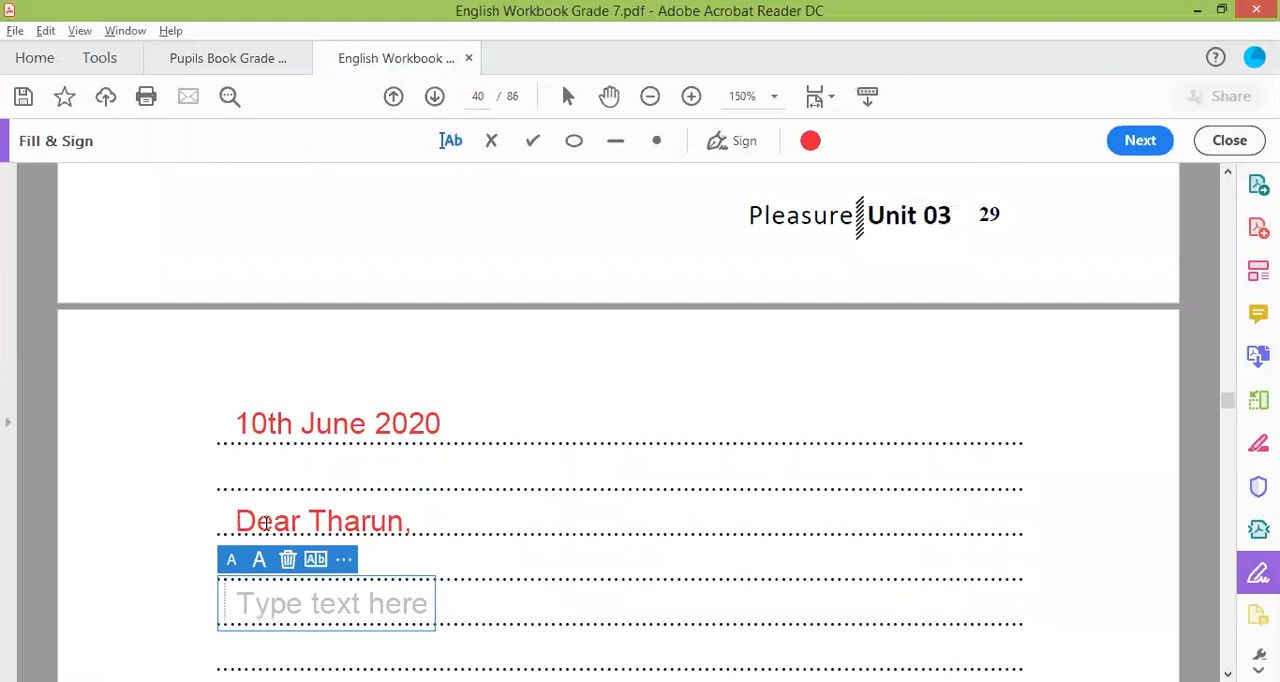 English Workbook Grade 7.pdf - Adobe Acrobat Reader DC
File Edit View Window Help
Home Tools Pupils Book Grade ... English Workbook ... ×
40 / 86 150% Share
Fill & Sign Ab Sign Next Close
Pleasure Unit 03 29
10th June 2020
Dear Tharun,
A A Ab ...
Type text here